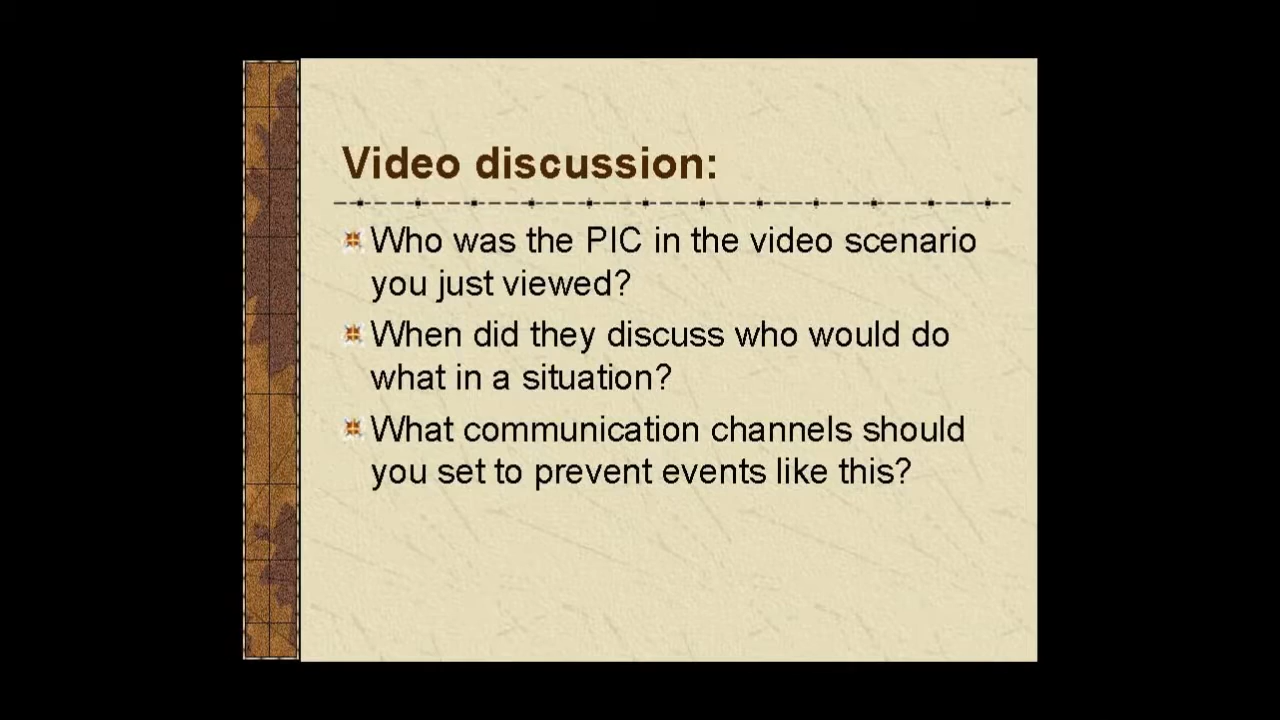 Video discussion:
Who was the PIC in the video scenario
you just viewed?
When did they discuss who would do
what in a situation?
What communication channels should
you set to prevent events like this?